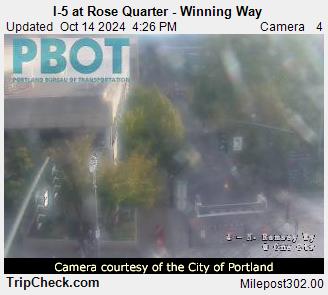 I-5 at Rose Quarter - Winning Way
Updated Oct 14 2024 4:26 PM Camera 4
PBOT
PORTLAND BUREAU OF TRANSPORTATION
- N. Ramsay
Camera courtesy of the City of Portland
TripCheck.com Milepost302.00